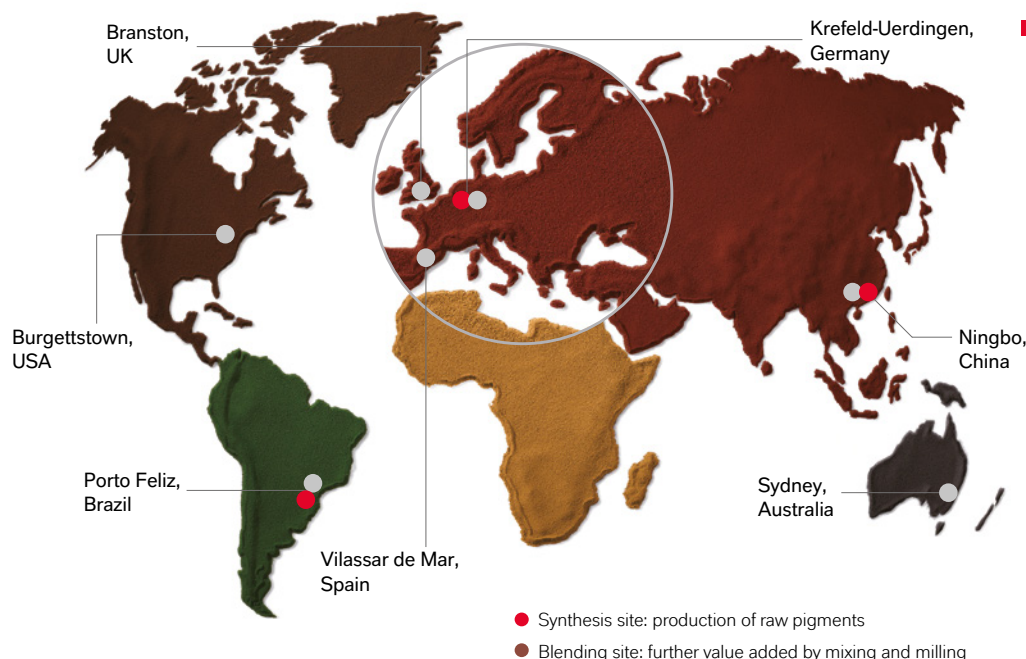 Branston,
UK
Krefeld-Uerdingen,
Germany
Burgettstown,
USA
Ningbo,
China
Porto Feliz,
Brazil
Sydney,
Australia
Vilassar de Mar,
Spain
Synthesis site: production of raw pigments
Blending site: further value added by mixing and milling